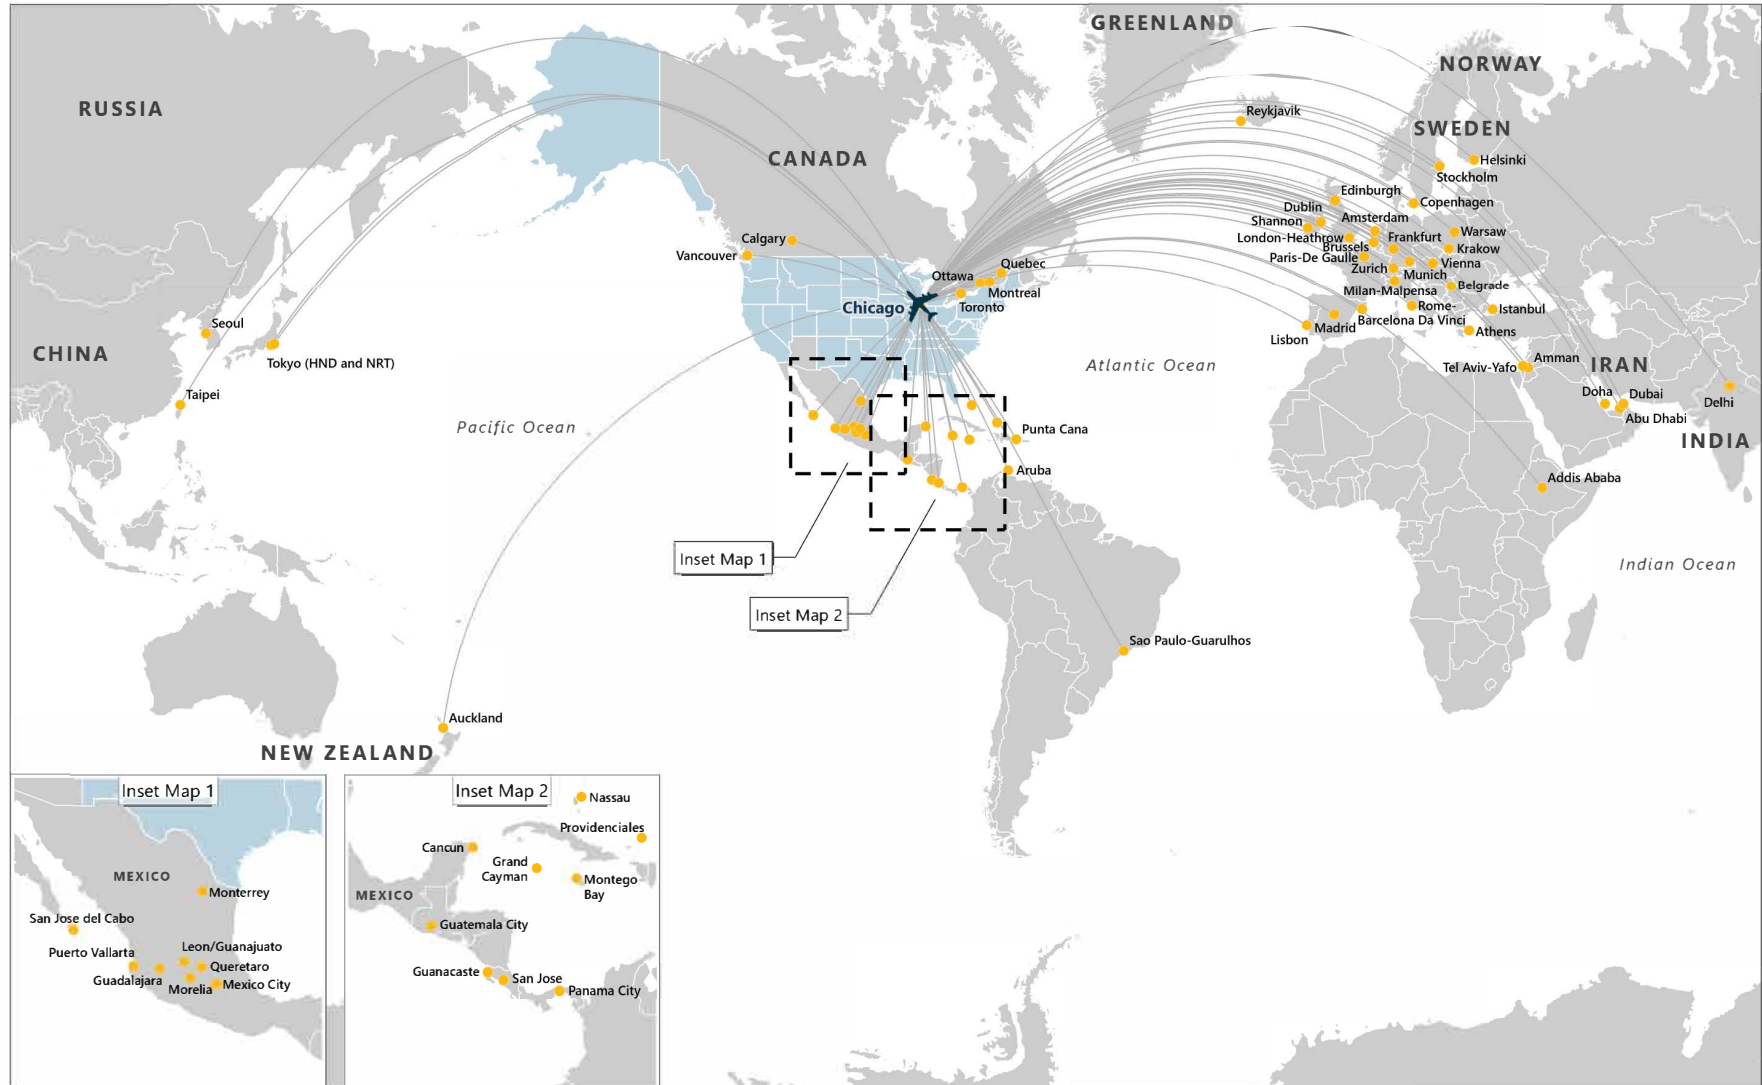 GREENLAND
NORWAY
RUSSIA
Reykjavik
SWEDEN
CANADA
Helsinki
Stockholm
Edinburgh
Copenhagen
Dublin
Amsterdam
Shannon
Warsaw
Calgary
London-Heathrow
Frankfurt
Brussels
Krakow
Vancouver
Paris-De Gaulle
Quebec
Zurich
Munich
Vienna
Ottawa
Belgrade
Montreal
Milan-Malpensa
Chicago
Toronto
Rome-
Da Vinci
Istanbul
Barcelona
Seoul
Madrid
Athens
Lisbon
CHINA
Tokyo (HND and NRT)
Amman
Tel Aviv-Yafo
IRAN
Atlantic Ocean
Taipei
Doha
Dubai
Delhi
Abu Dhabi
Pacific Ocean
Punta Cana
INDIA
Aruba
Addis Ababa
Inset Map 1
Indian Ocean
Inset Map 2
Sao Paulo-Guarulhos
Auckland
NEW ZEALAND
Inset Map 1
MEXICO
Monterrey
San Jose del Cabo
Leon/Guanajuato
Puerto Vallarta
Queretaro
Guadalajara
Morelia
Mexico City
Inset Map 2
Nassau
Providenciales
Cancun
Grand
Cayman
Montego
Bay
MEXICO
Guatemala City
Guanacaste
San Jose
Panama City